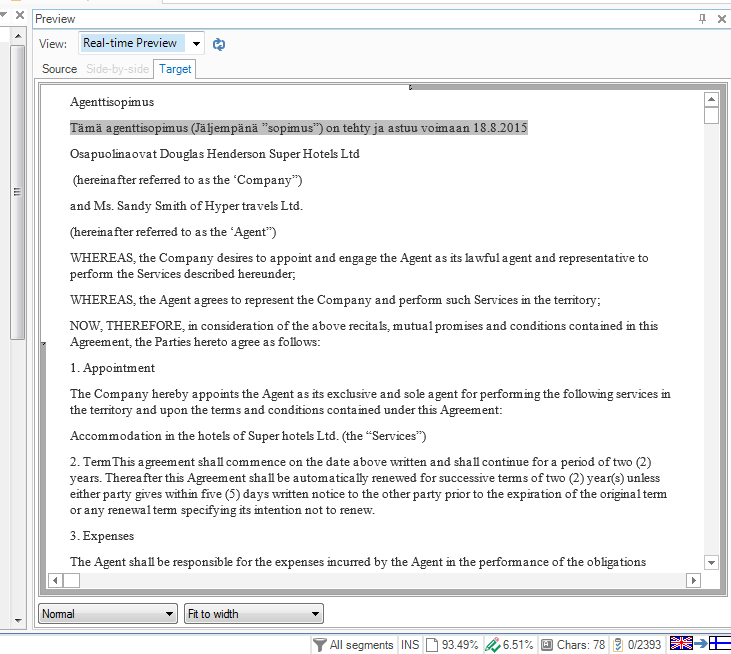 Preview
View: Real-time Preview
Source Side-by-side Target
Agenttisopimus
Tämä agenttisopimus (Jäljempänä ”sopimus”) on tehty ja astuu voimaan 18.8.2015
Osapuolinaovat Douglas Henderson Super Hotels Ltd
(hereinafter referred to as the ‘Company”)
and Ms. Sandy Smith of Hyper travels Ltd.
(hereinafter referred to as the ‘Agent”)
WHEREAS, the Company desires to appoint and engage the Agent as its lawful agent and representative to
perform the Services described hereunder;
WHEREAS, the Agent agrees to represent the Company and perform such Services in the territory;
NOW, THEREFORE, in consideration of the above recitals, mutual promises and conditions contained in this
Agreement, the Parties hereto agree as follows:
1. Appointment
The Company hereby appoints the Agent as its exclusive and sole agent for performing the following services in
the territory and upon the terms and conditions contained under this Agreement:
Accommodation in the hotels of Super hotels Ltd. (the “Services”)
2. TermThis agreement shall commence on the date above written and shall continue for a period of two (2)
years. Thereafter this Agreement shall be automatically renewed for successive terms of two (2) year(s) unless
either party gives within five (5) days written notice to the other party prior to the expiration of the original term
or any renewal term specifying its intention not to renew.
3. Expenses
The Agent shall be responsible for the expenses incurred by the Agent in the performance of the obligations
Normal Fit to width
All segments INS 93.49% 6.51% Chars: 78 0/2393